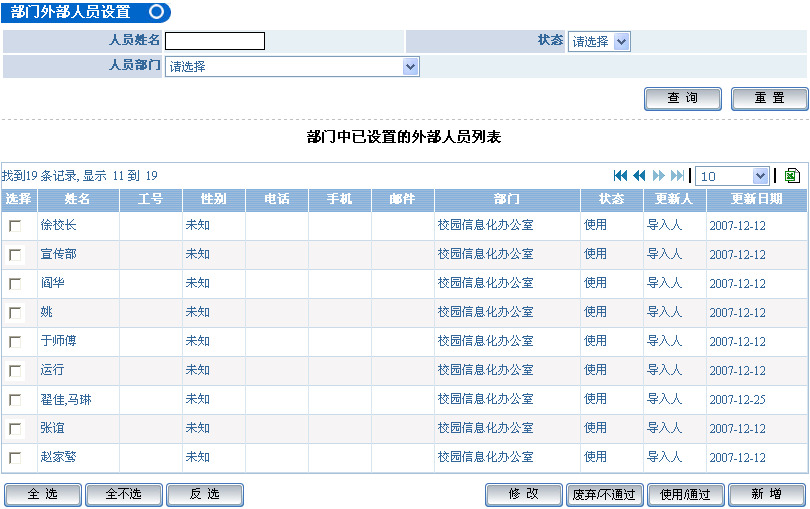 部门外部人员设置
人员姓名 状态 请选择
人员部门 请选择
查 询 重 置
部门中已设置的外部人员列表
找到19 条记录, 显示 11 到 19 10
选择 姓名 工号 性别 电话 手机 邮件 部门 状态 更新人 更新日期
徐校长 未知 校园信息化办公室 使用 导入人 2007-12-12
宣传部 未知 校园信息化办公室 使用 导入人 2007-12-12
阎华 未知 校园信息化办公室 使用 导入人 2007-12-12
姚 未知 校园信息化办公室 使用 导入人 2007-12-12
于师傅 未知 校园信息化办公室 使用 导入人 2007-12-12
运行 未知 校园信息化办公室 使用 导入人 2007-12-12
翟佳,马琳 未知 校园信息化办公室 使用 导入人 2007-12-25
张谊 未知 校园信息化办公室 使用 导入人 2007-12-12
未知 校园信息化办公室 使用 导入人 2007-12-12
全 选 全不选 反 选 修 改 废弃/不通过 使用/通过 新 增